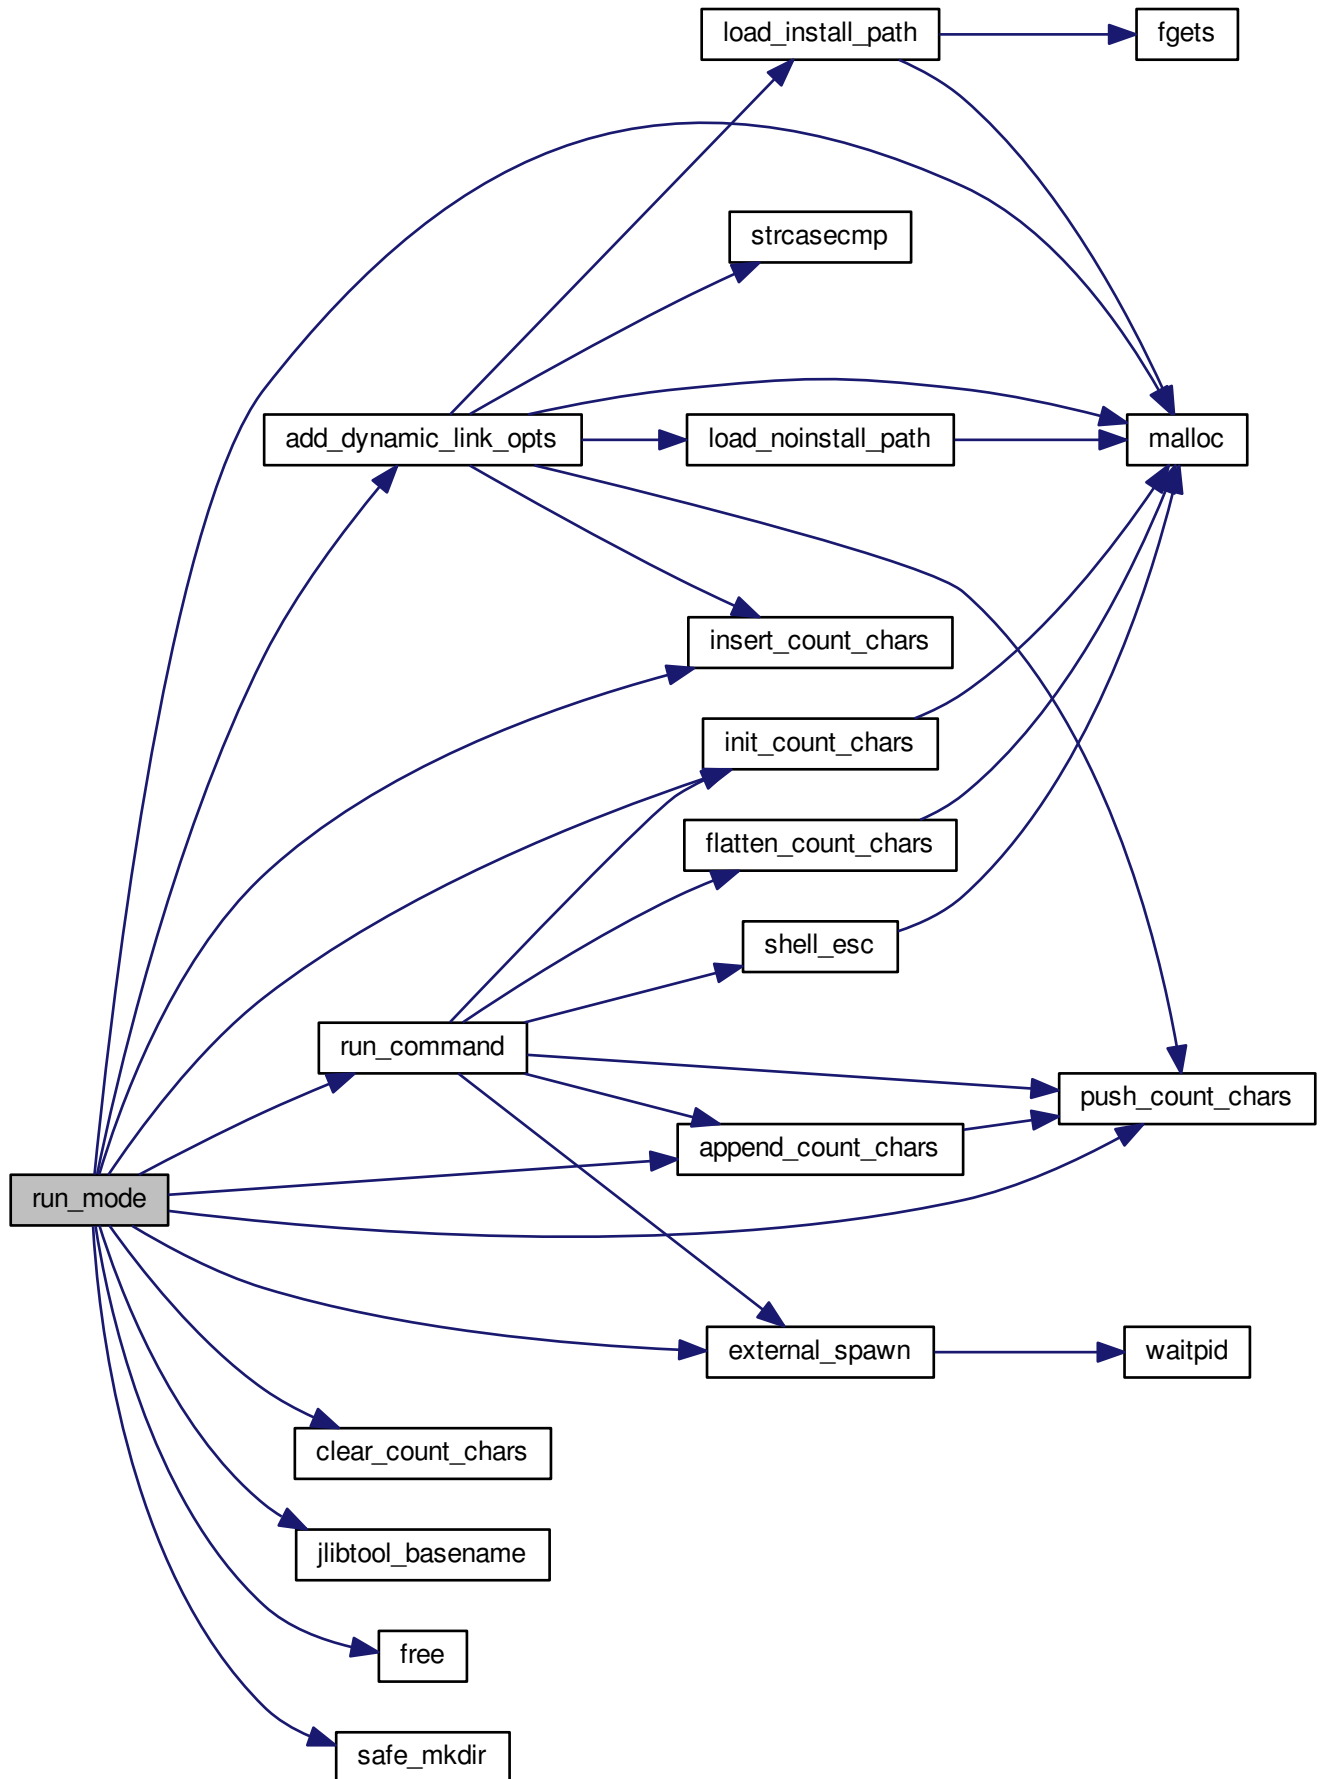 load_install_path
fgets
strcasecmp
add_dynamic_link_opts
load_noinstall_path
malloc
insert_count_chars
init_count_chars
flatten_count_chars
shell_esc
run_command
push_count_chars
append_count_chars
run_mode
external_spawn
waitpid
clear_count_chars
jlibtool_basename
free
safe_mkdir